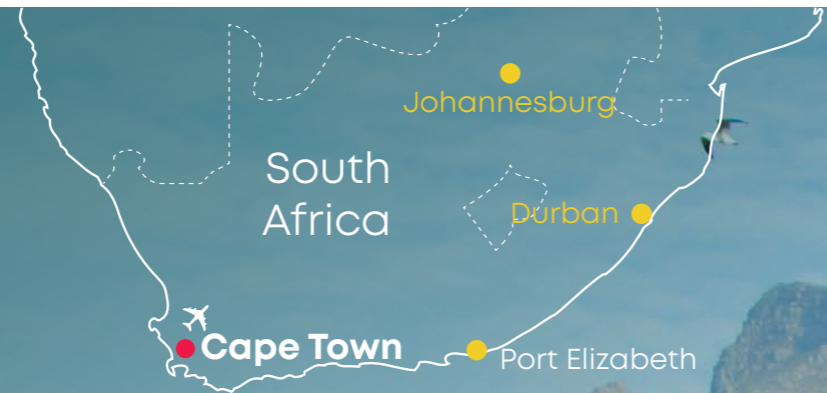 Johannesburg
South
Africa
Durban
Cape Town
Port Elizabeth